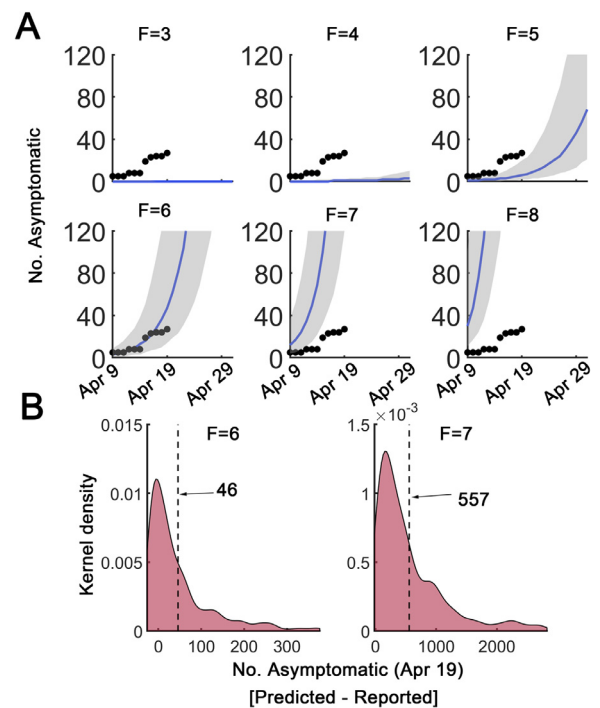 A
F=3
F=4
F=5
120
80
40
0
120
80
40
0
120
80
40
0
No. Asymptomatic
F=6
F=7
F=8
120
80
40
0
120
80
40
0
120
80
40
0
Apr 9
Apr 19
Apr 29
Apr 9
Apr 19
Apr 29
Apr 9
Apr 19
Apr 29
B
Kernel density
F=6
0.015
0.01
0.005
0
46
0
100
200
300
×10⁻³
F=7
1.5
1
0.5
0
557
0
1000
2000
No. Asymptomatic (Apr 19)
[Predicted - Reported]